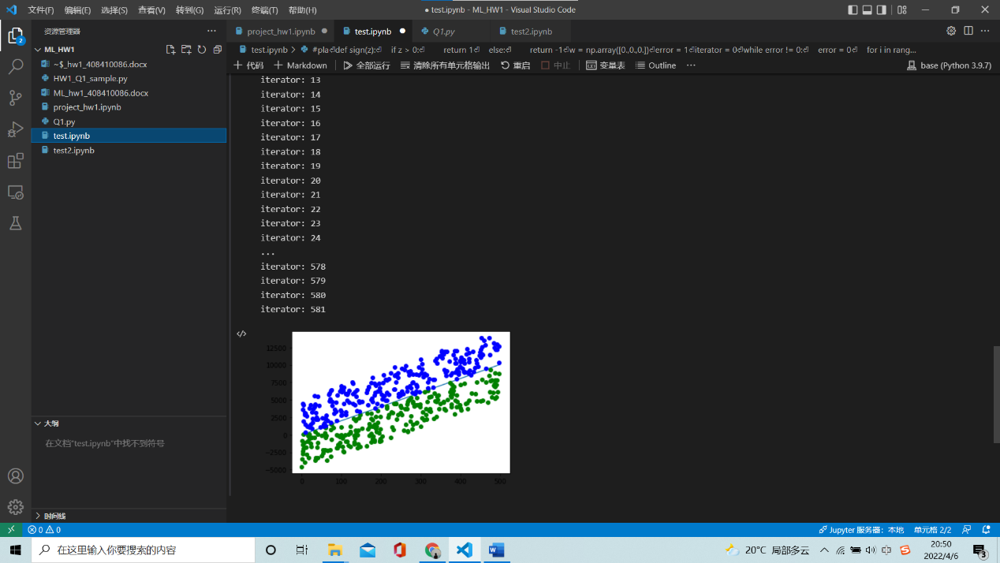 文件(F) 编辑(E) 选择(S) 查看(V) 转到(G) 运行(R) 终端(T) 帮助(H) ● test.ipynb - ML_HW1 - Visual Studio Code
资源管理器 ···
project_hw1.ipynb ● test.ipynb ● Q1.py test2.ipynb
ML_HW1
test.ipynb > #pla⏎def sign(z):⏎ if z > 0:⏎ return 1⏎ else:⏎ return -1⏎w = np.array([0.,0.,0.])⏎error = 1⏎iterator = 0⏎while error != 0:⏎ error = 0⏎ for i in rang...
+ 代码 + Markdown 全部运行 清除所有单元格输出 重启 中止 变量表 Outline ··· base (Python 3.9.7)
2
~$_hw1_408410086.docx
HW1_Q1_sample.py
ML_hw1_408410086.docx
project_hw1.ipynb
Q1.py
test.ipynb
test2.ipynb
iterator: 13
iterator: 14
iterator: 15
iterator: 16
iterator: 17
iterator: 18
iterator: 19
iterator: 20
iterator: 21
iterator: 22
iterator: 23
iterator: 24
...
iterator: 578
iterator: 579
iterator: 580
iterator: 581
12500
10000
7500
5000
2500
0
−2500
−5000
0 100 200 300 400 500
大纲
在文档"test.ipynb"中找不到符号
时间线
0 0 Jupyter 服务器: 本地 单元格 2/2
在这里输入你要搜索的内容
20°C 局部多云
20:50
2022/4/6
3